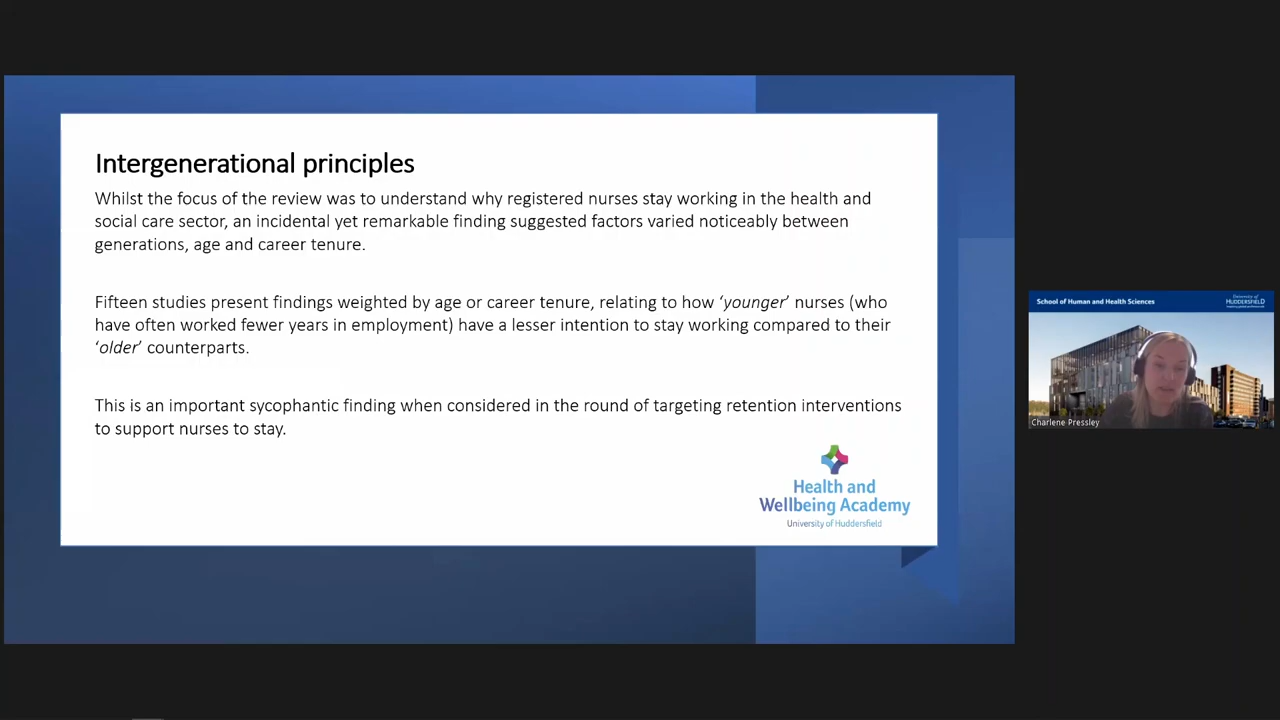 Intergenerational principles
Whilst the focus of the review was to understand why registered nurses stay working in the health and
social care sector, an incidental yet remarkable finding suggested factors varied noticeably between
generations, age and career tenure.
Fifteen studies present findings weighted by age or career tenure, relating to how ‘younger’ nurses (who
have often worked fewer years in employment) have a lesser intention to stay working compared to their
‘older’ counterparts.
This is an important sycophantic finding when considered in the round of targeting retention interventions
to support nurses to stay.
Health and
Wellbeing Academy
University of Huddersfield
School of Human and Health Sciences
University of
HUDDERSFIELD
Charlene Pressley